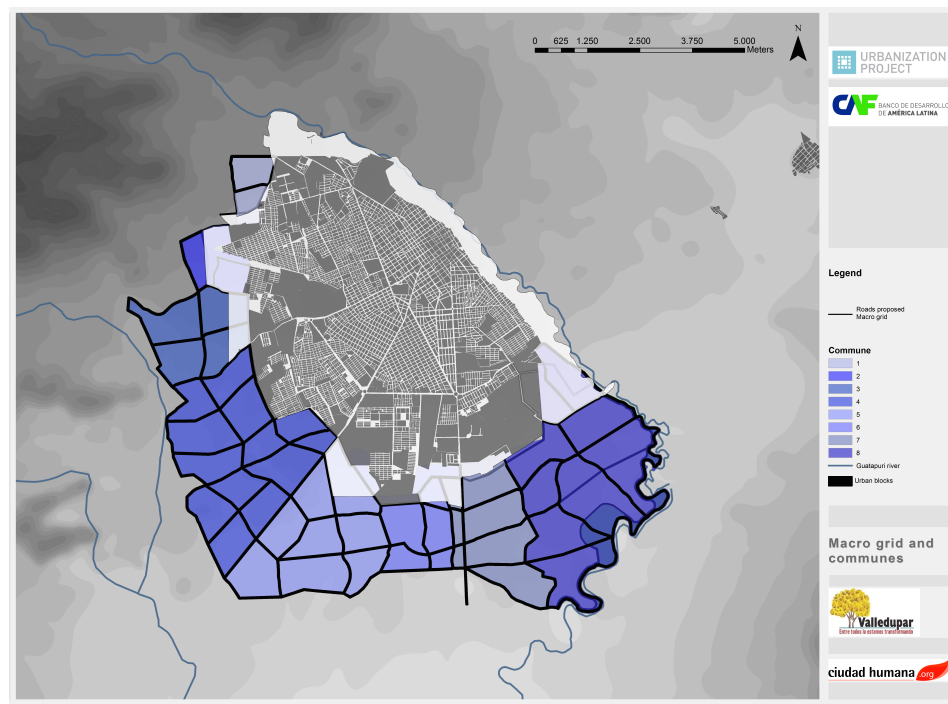 N
0 625 1.250 2.500 3.750 5.000
Meters
URBANIZATION
PROJECT
CAF BANCO DE DESARROLLO
DE AMÉRICA LATINA
Legend
Roads proposed
Macro grid
Commune
1
2
3
4
5
6
7
8
Guatapuri river
Urban blocks
Macro grid and
communes
Valledupar
Entre todos lo estamos transformando
ciudad humana .org